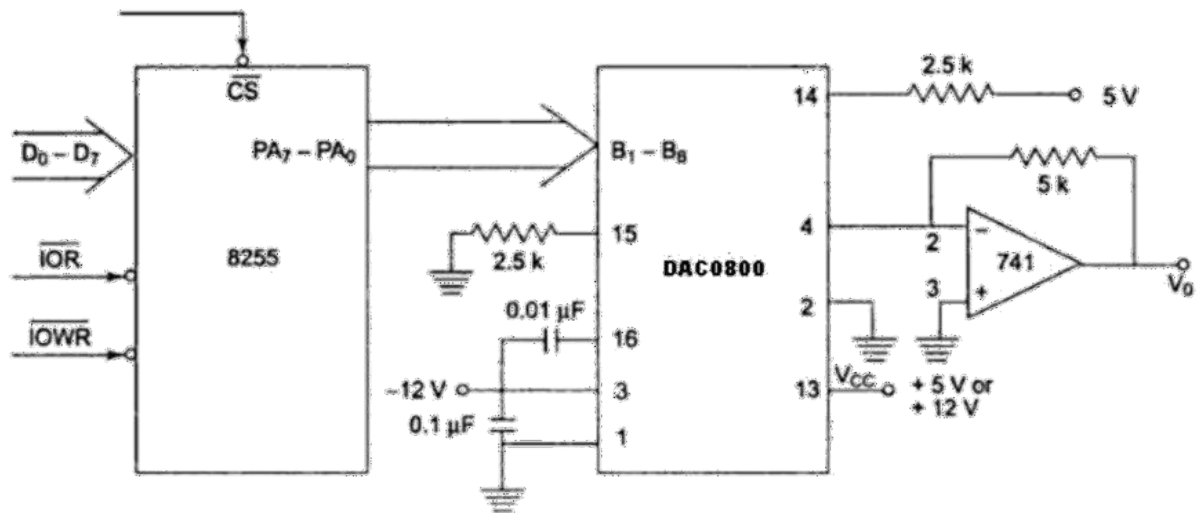 CS
D0 – D7
IOR
IOWR
8255
PA7 – PA0
B1 – B8
DAC0800
14
2.5 k
5 V
5 k
4
2
–
741
3
+
V0
15
2.5 k
2
0.01 µF
16
–12 V
3
0.1 µF
1
13
VCC
+ 5 V or
+ 12 V